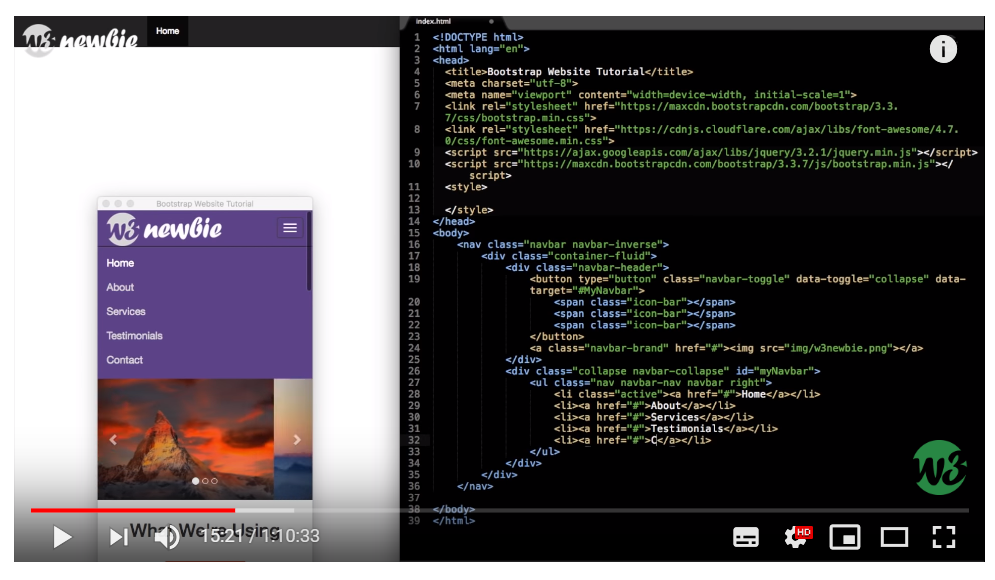 w3 newbie
Home
Bootstrap Website Tutorial
w3 newbie
Home
About
Services
Testimonials
Contact
What We're Using
15:21 / 1:10:33
index.html
1 <!DOCTYPE html>
2 <html lang="en">
3 <head>
4 <title>Bootstrap Website Tutorial</title>
5 <meta charset="utf-8">
6 <meta name="viewport" content="width=device-width, initial-scale=1">
7 <link rel="stylesheet" href="https://maxcdn.bootstrapcdn.com/bootstrap/3.3.
7/css/bootstrap.min.css">
8 <link rel="stylesheet" href="https://cdnjs.cloudflare.com/ajax/libs/font-awesome/4.7.
0/css/font-awesome.min.css">
9 <script src="https://ajax.googleapis.com/ajax/libs/jquery/3.2.1/jquery.min.js"></script>
10 <script src="https://maxcdn.bootstrapcdn.com/bootstrap/3.3.7/js/bootstrap.min.js"></
script>
11 <style>
12
13 </style>
14 </head>
15 <body>
16 <nav class="navbar navbar-inverse">
17 <div class="container-fluid">
18 <div class="navbar-header">
19 <button type="button" class="navbar-toggle" data-toggle="collapse" data-
target="#MyNavbar">
20 <span class="icon-bar"></span>
21 <span class="icon-bar"></span>
22 <span class="icon-bar"></span>
23 </button>
24 <a class="navbar-brand" href="#"><img src="img/w3newbie.png"></a>
25 </div>
26 <div class="collapse navbar-collapse" id="myNavbar">
27 <ul class="nav navbar-nav navbar right">
28 <li class="active"><a href="#">Home</a></li>
29 <li><a href="#">About</a></li>
30 <li><a href="#">Services</a></li>
31 <li><a href="#">Testimonials</a></li>
32 <li><a href="#">C</a></li>
33 </ul>
34 </div>
35 </div>
36 </nav>
37
38 </body>
39 </html>
i
w3
HD